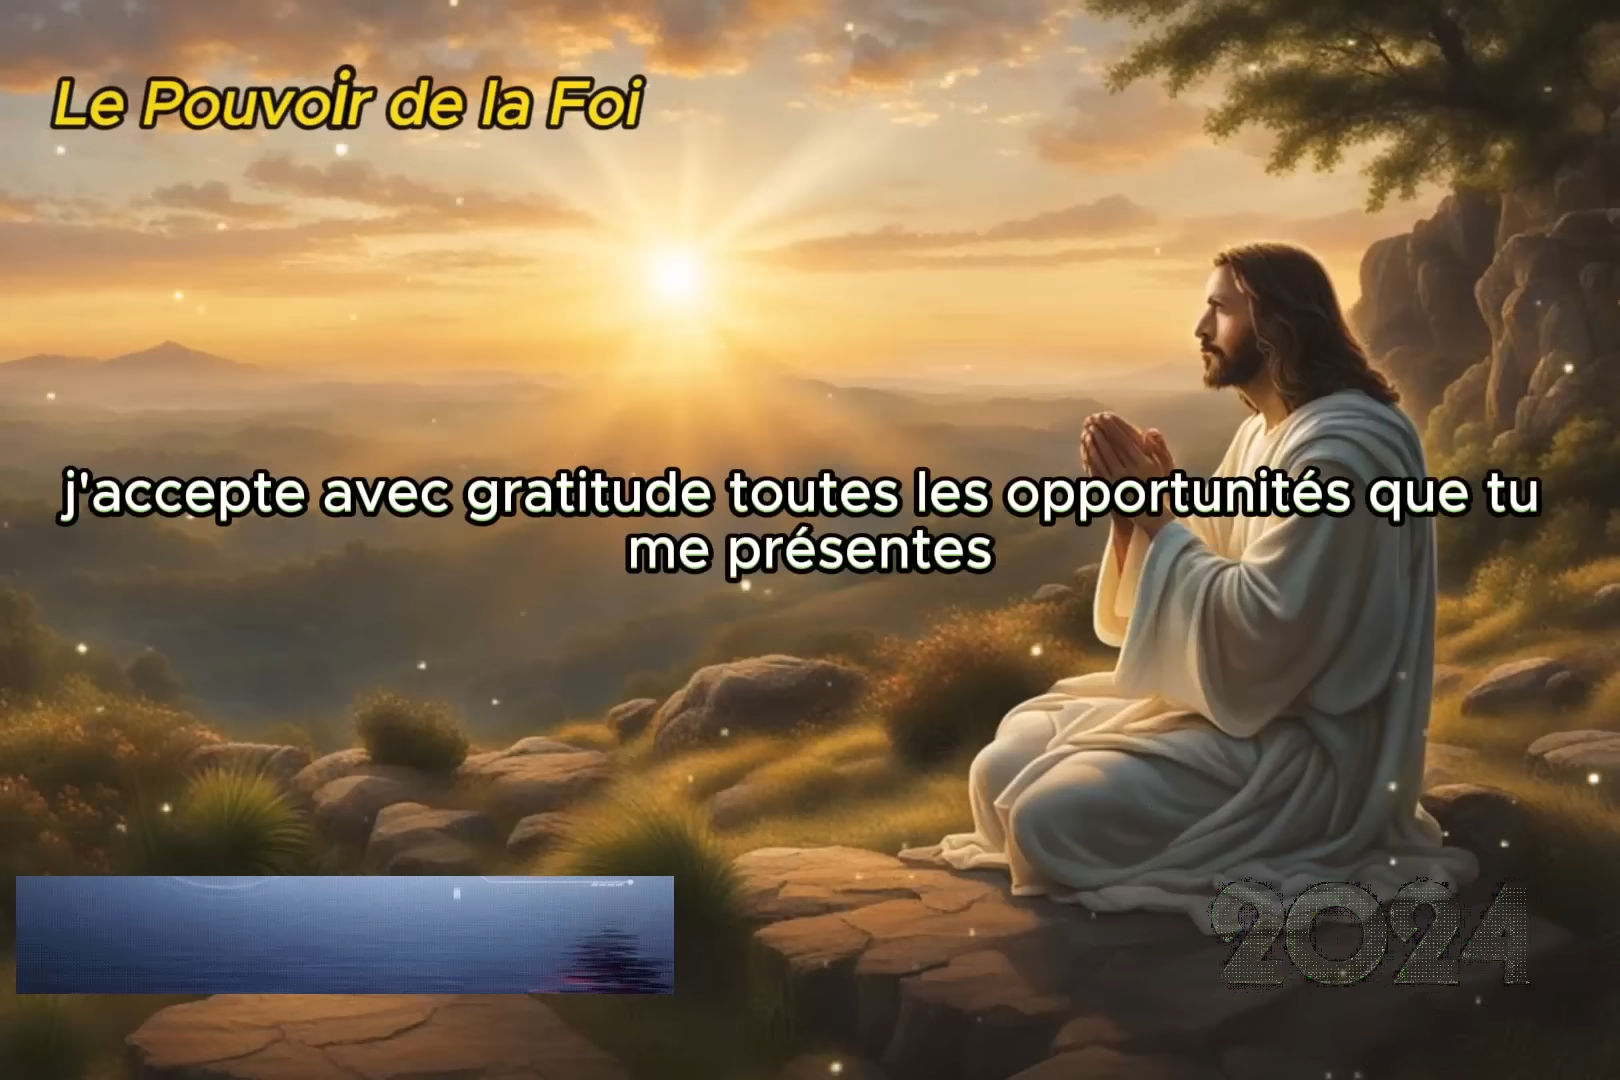 Le Pouvoir de la Foi
j'accepte avec gratitude toutes les opportunités que tu
me présentes
2024